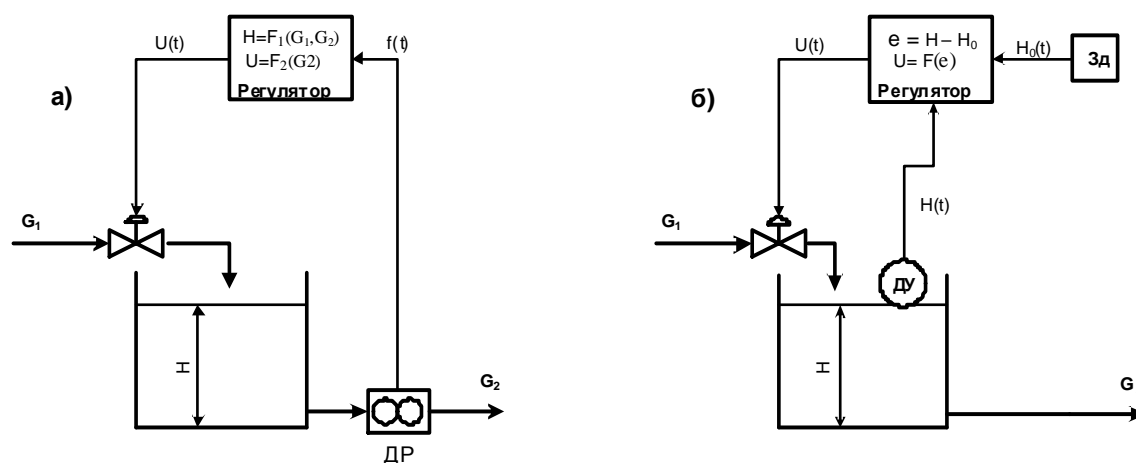 а)
U(t)
H=F₁(G₁,G₂)
U=F₂(G2)
Регулятор
f(t)
G₁
H
G₂
ДР
б)
U(t)
e = H – H₀
U= F(e)
Регулятор
H₀(t)
Зд
H(t)
G₁
ДУ
H
G